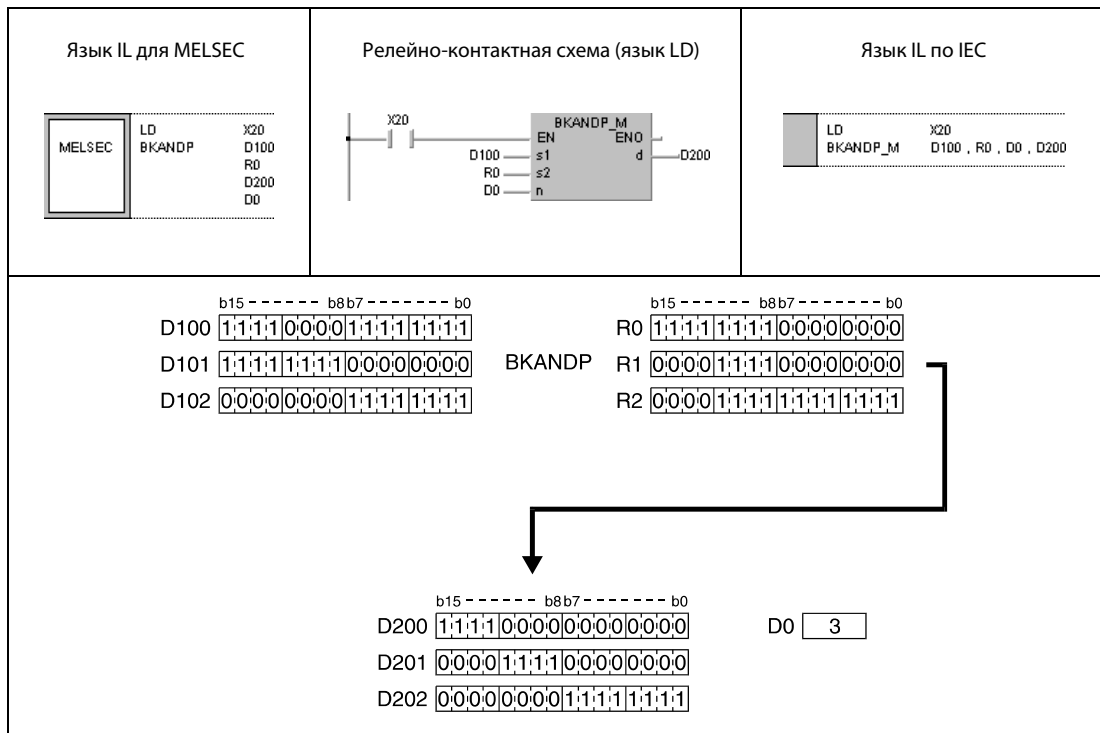 Язык IL для MELSEC
Релейно-контактная схема (язык LD)
Язык IL по IEC
MELSEC
LD X20
BKANDP D100
R0
D200
D0
X20
BKANDP_M
EN ENO
D100 s1 d D200
R0 s2
D0 n
LD X20
BKANDP_M D100 , R0 , D0 , D200
b15 b8 b7 b0
D100 1111000011111111
D101 1111111100000000
D102 0000000011111111
BKANDP
b15 b8 b7 b0
R0 1111111100000000
R1 0000111100000000
R2 0000111111111111
b15 b8 b7 b0
D200 1111000000000000
D201 0000111100000000
D202 0000000011111111
D0 3